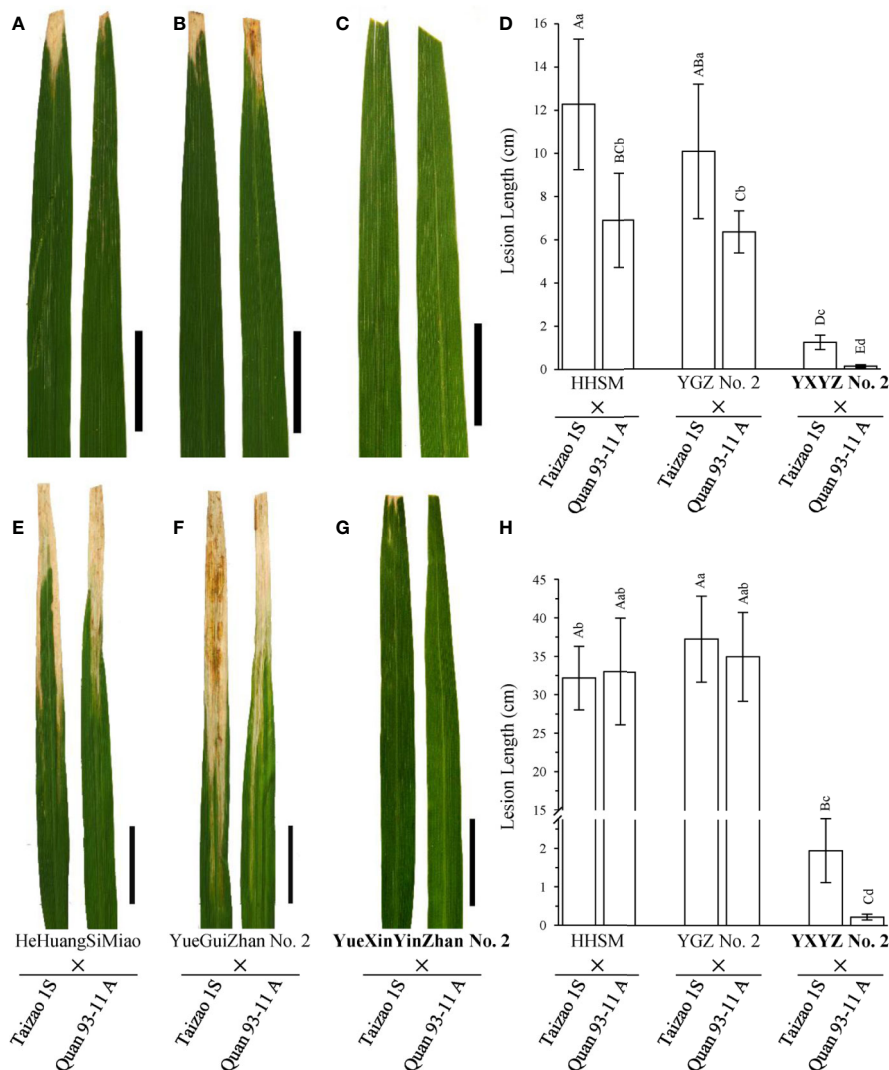 A
B
C
D
Lesion Length (cm)
16
14
12
10
8
6
4
2
0
Aa
BCb
ABa
Cb
Dc
Ed
HHSM
YGZ No. 2
YXYZ No. 2
×
×
×
Taizao 1S
Quan 93-11 A
Taizao 1S
Quan 93-11 A
Taizao 1S
Quan 93-11 A
E
F
G
H
HeHuangSiMiao
YueGuiZhan No. 2
YueXinYinZhan No. 2
×
×
×
Taizao 1S
Quan 93-11 A
Taizao 1S
Quan 93-11 A
Taizao 1S
Quan 93-11 A
Lesion Length (cm)
45
40
35
30
25
20
15
2
1
0
Ab
Aab
Aa
Aab
Bc
Cd
HHSM
YGZ No. 2
YXYZ No. 2
×
×
×
Taizao 1S
Quan 93-11 A
Taizao 1S
Quan 93-11 A
Taizao 1S
Quan 93-11 A